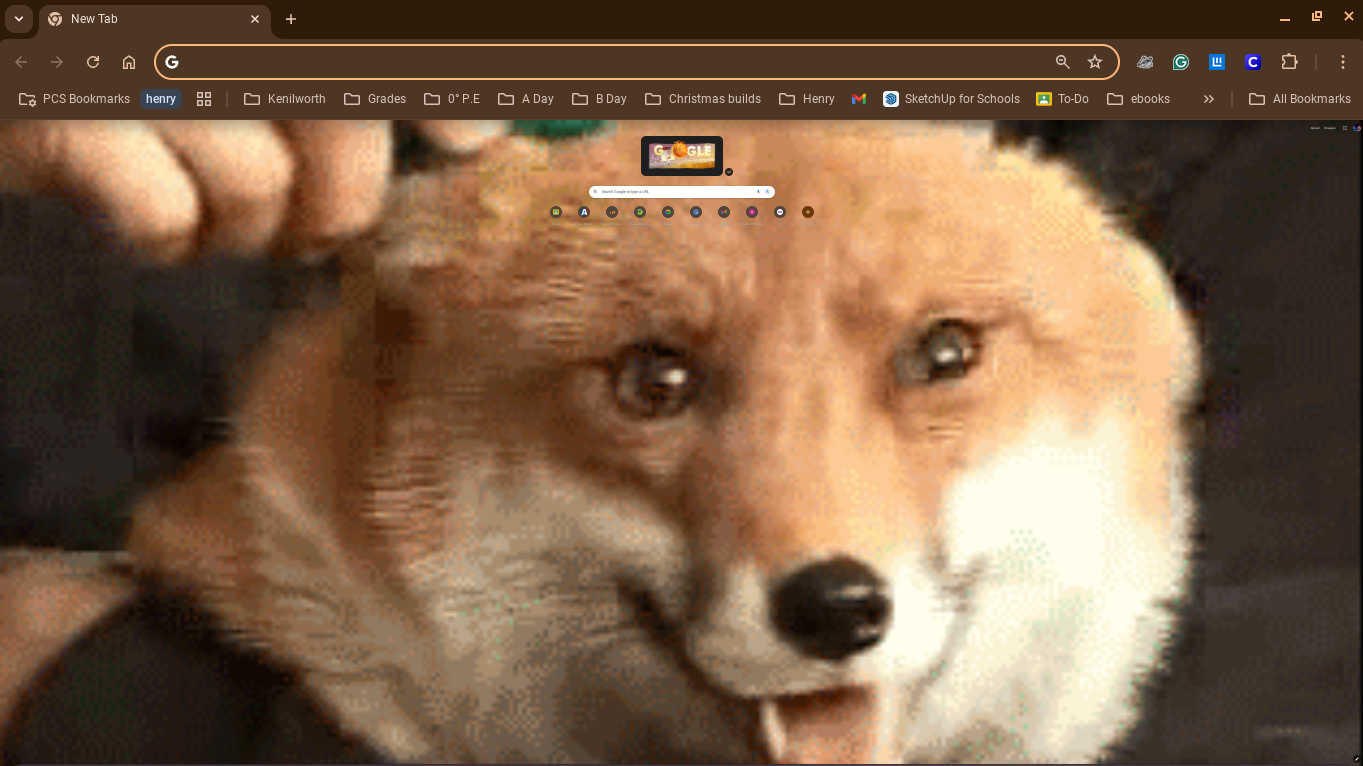 New Tab
PCS Bookmarks henry Kenilworth Grades 0° P.E A Day B Day Christmas builds Henry SketchUp for Schools To-Do ebooks All Bookmarks
GOOGLE
Search Google or type a URL